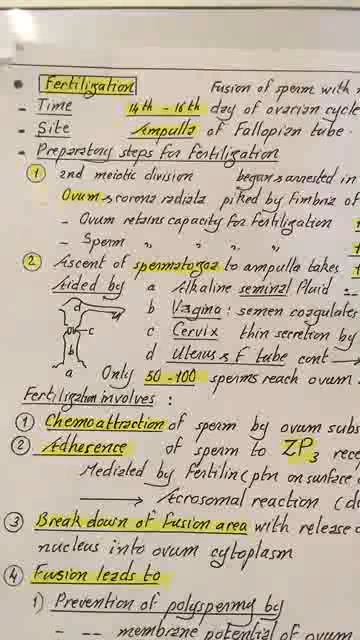 Fertilization Fusion of sperm with
- Time 14th - 16th day of ovarian cycle
- Site Ampulla of Fallopian tube
- Preparatory steps for fertilization
① 2nd meiotic division began & arrested in
Ovum & corona radiata piked by fimbria of
- Ovum retains capacity for fertilization
- Sperm ,, ,, ,, ,,
② Ascent of spermatozoa to ampulla takes
Aided by a Alkaline seminal fluid :-
b Vagina: semen coagulates
c Cervix thin secretion by
d Uterus & F tube cont →
d
c
b
a
Only 50 - 100 sperms reach ovum
Fertilization involves :
① Chemoattraction of sperm by ovum subs
② Adherence of sperm to ZP3 rece
Mediated by fertilin (ptn on surface o
→ Acrosomal reaction (d
③ Break down of fusion area with release o
nucleus into ovum cytoplasm
④ Fusion leads to
1) Prevention of polyspermy by
- -- membrane potential of ovum